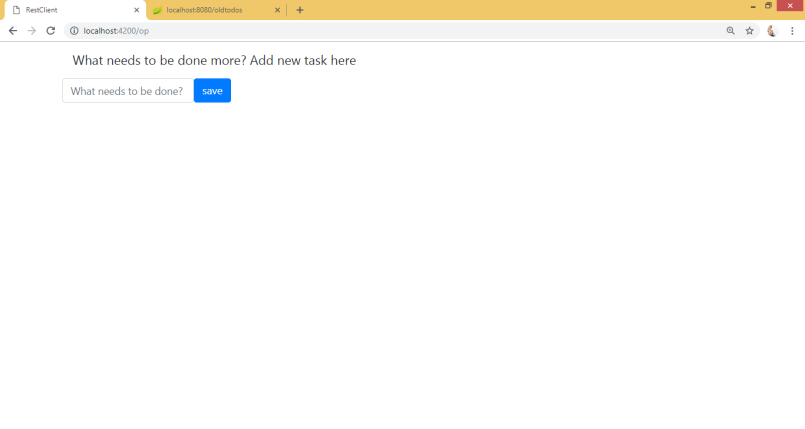 RestClient
localhost:8080/oldtodos
localhost:4200/op
What needs to be done more? Add new task here
What needs to be done?
save